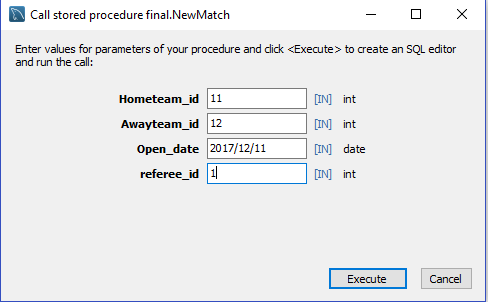 Call stored procedure final.NewMatch
Enter values for parameters of your procedure and click <Execute> to create an SQL editor
and run the call:
Hometeam_id 11 [IN] int
Awayteam_id 12 [IN] int
Open_date 2017/12/11 [IN] date
referee_id 1 [IN] int
Execute Cancel